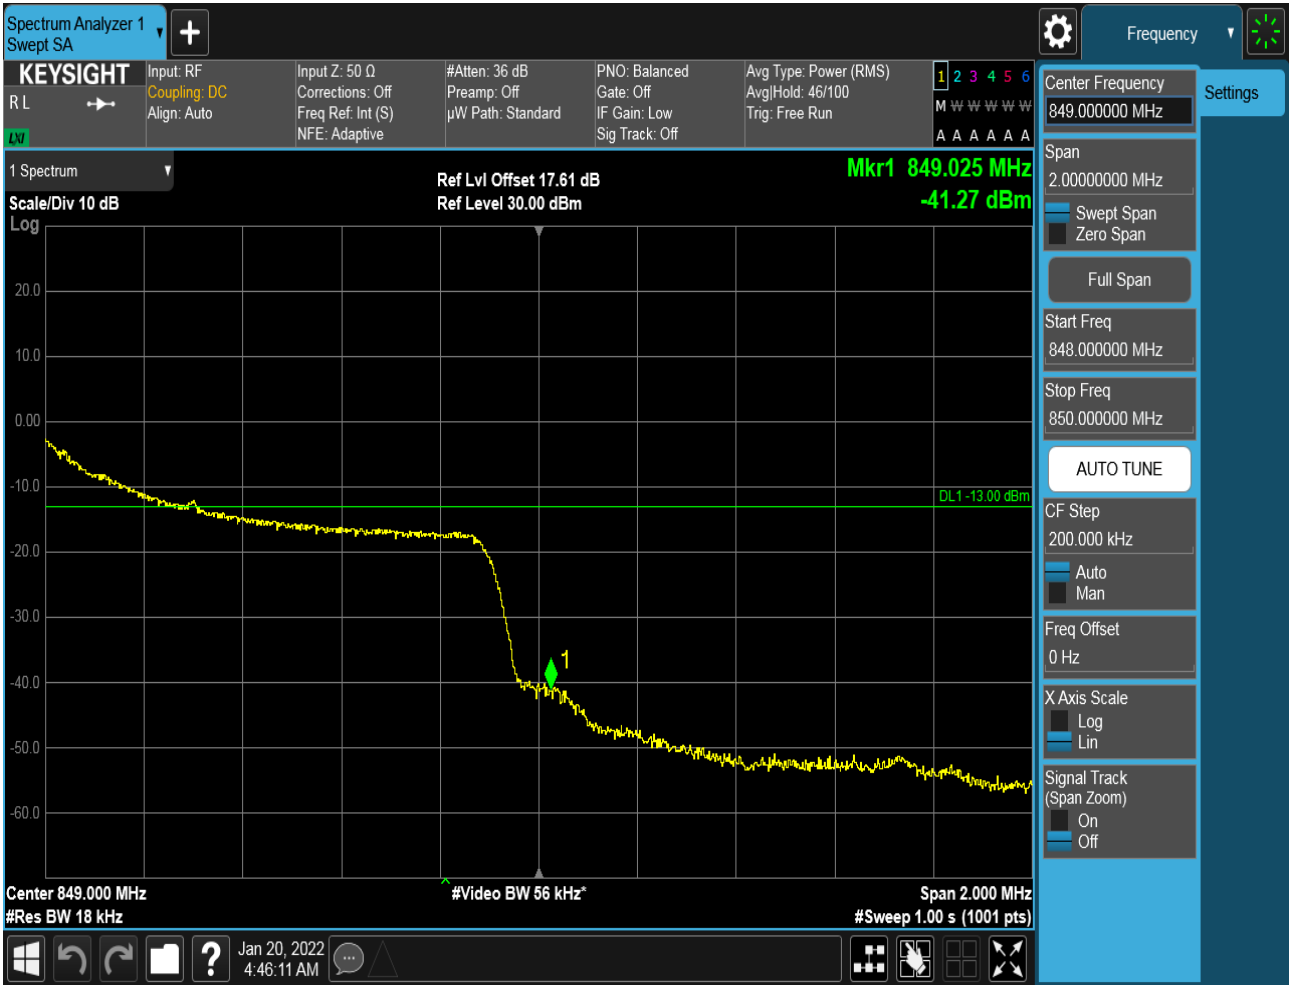 Spectrum Analyzer 1
Swept SA
Frequency
KEYSIGHT
R L
LXI
Input: RF
Coupling: DC
Align: Auto
Input Z: 50 Ω
Corrections: Off
Freq Ref: Int (S)
NFE: Adaptive
#Atten: 36 dB
Preamp: Off
µW Path: Standard
PNO: Balanced
Gate: Off
IF Gain: Low
Sig Track: Off
Avg Type: Power (RMS)
Avg|Hold: 46/100
Trig: Free Run
1 2 3 4 5 6
M W W W W W
A A A A A A
1 Spectrum
Scale/Div 10 dB
Log
Ref Lvl Offset 17.61 dB
Ref Level 30.00 dBm
Mkr1 849.025 MHz
-41.27 dBm
20.0
10.0
0.00
-10.0
-20.0
-30.0
-40.0
-50.0
-60.0
DL1 -13.00 dBm
1
Center 849.000 MHz
#Res BW 18 kHz
#Video BW 56 kHz*
Span 2.000 MHz
#Sweep 1.00 s (1001 pts)
?
Jan 20, 2022
4:46:11 AM
Center Frequency
849.000000 MHz
Settings
Span
2.00000000 MHz
Swept Span
Zero Span
Full Span
Start Freq
848.000000 MHz
Stop Freq
850.000000 MHz
AUTO TUNE
CF Step
200.000 kHz
Auto
Man
Freq Offset
0 Hz
X Axis Scale
Log
Lin
Signal Track
(Span Zoom)
On
Off